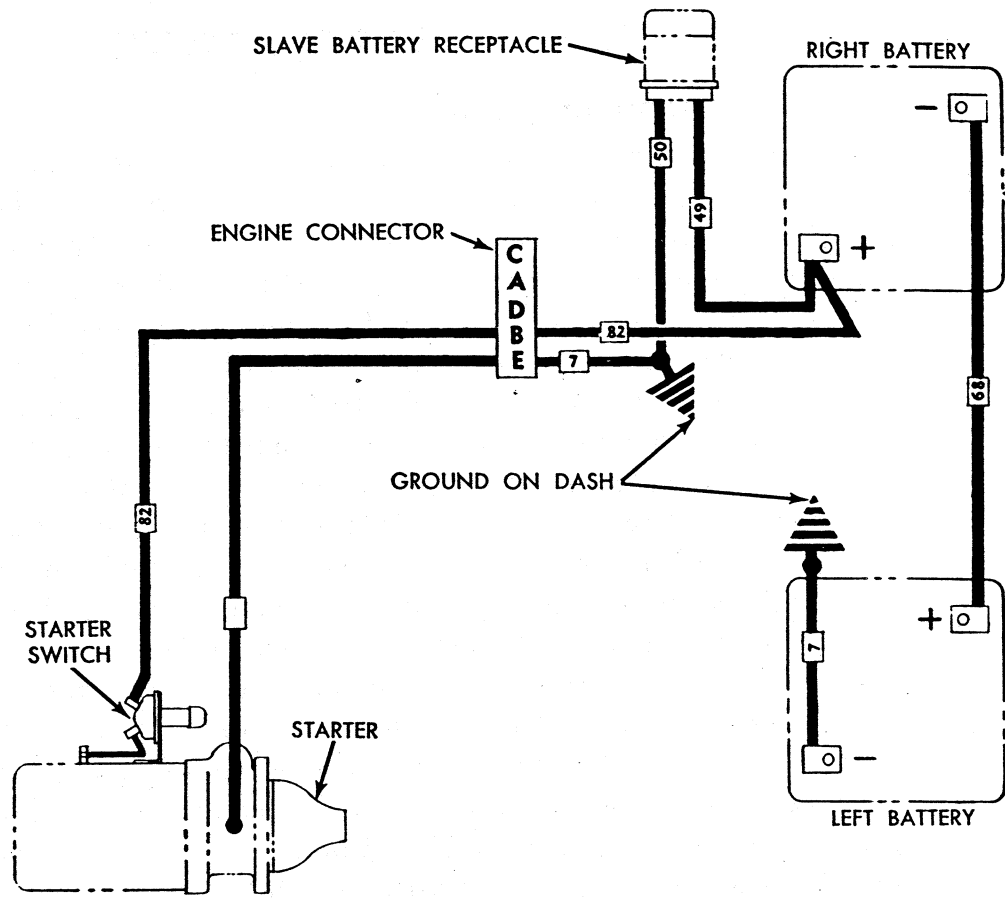 SLAVE BATTERY RECEPTACLE
RIGHT BATTERY
−
50
49
ENGINE CONNECTOR
+
C
A
D
B
E
82
7
68
GROUND ON DASH
82
STARTER
SWITCH
+
7
STARTER
−
LEFT BATTERY